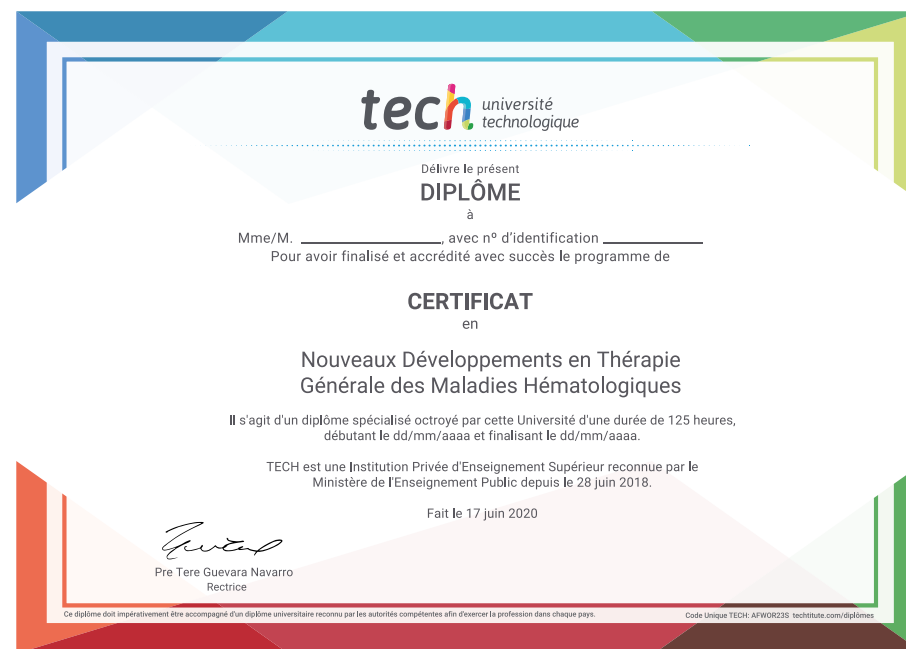 tech université
technologique
Délivre le présent
DIPLÔME
à
Mme/M. ____________________, avec nº d'identification ______________
Pour avoir finalisé et accrédité avec succès le programme de
CERTIFICAT
en
Nouveaux Développements en Thérapie
Générale des Maladies Hématologiques
Il s'agit d'un diplôme spécialisé octroyé par cette Université d'une durée de 125 heures,
débutant le dd/mm/aaaa et finalisant le dd/mm/aaaa.
TECH est une Institution Privée d'Enseignement Supérieur reconnue par le
Ministère de l'Enseignement Public depuis le 28 juin 2018.
Fait le 17 juin 2020
Pre Tere Guevara Navarro
Rectrice
Ce diplôme doit impérativement être accompagné d'un diplôme universitaire reconnu par les autorités compétentes afin d'exercer la profession dans chaque pays.
Code Unique TECH: AFWOR23S techtitute.com/diplômes